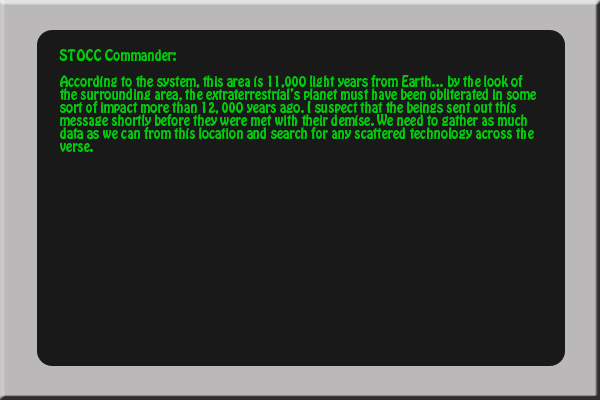 STOCC Commander:
According to the system, this area is 11,000 light years from Earth... by the look of
the surrounding area, the extraterrestrial's planet must have been obliterated in some
sort of impact more than 12, 000 years ago. I suspect that the beings sent out this
message shortly before they were met with their demise. We need to gather as much
data as we can from this location and search for any scattered technology across the
verse.